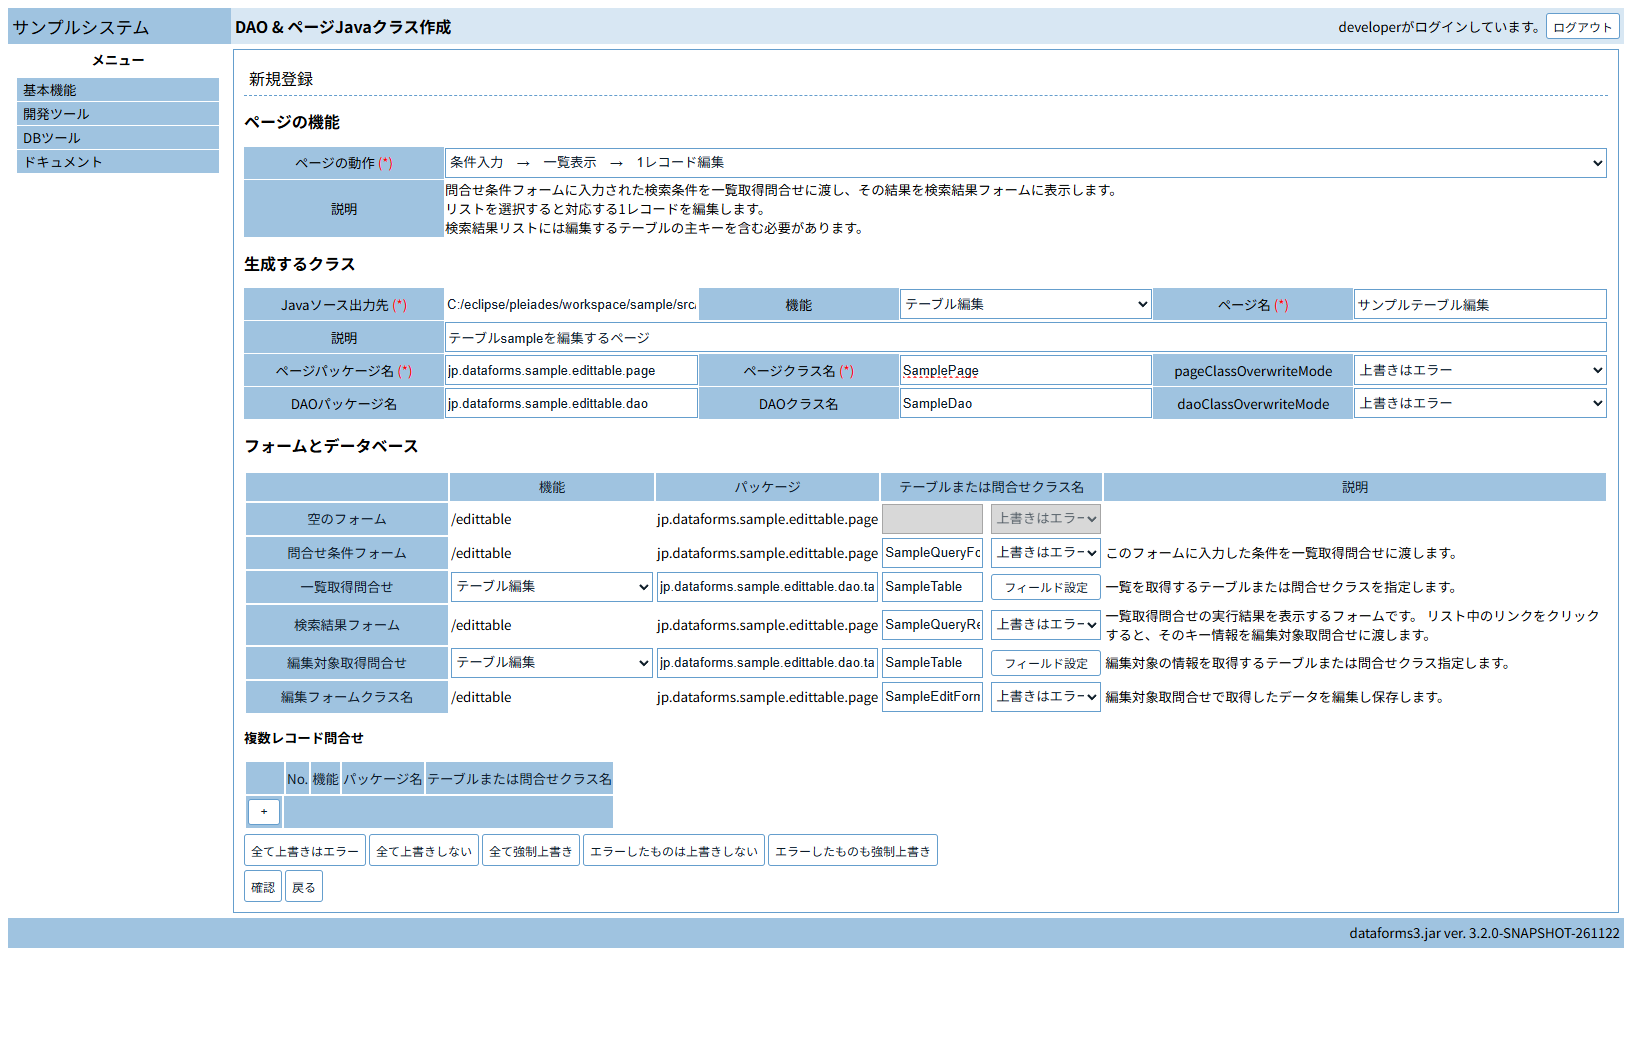 サンプルシステム
DAO & ページJavaクラス作成
developerがログインしています。 ログアウト
メニュー
基本機能
開発ツール
DBツール
ドキュメント
新規登録
ページの機能
ページの動作 (*) 条件入力 → 一覧表示 → 1レコード編集
説明
問合せ条件フォームに入力された検索条件を一覧取得問合せに渡し、その結果を検索結果フォームに表示します。
リストを選択すると対応する1レコードを編集します。
検索結果リストには編集するテーブルの主キーを含む必要があります。
生成するクラス
Javaソース出力先 (*) C:/eclipse/pleiades/workspace/sample/src/ 機能 テーブル編集 ページ名 (*) サンプルテーブル編集
説明 テーブルsampleを編集するページ
ページパッケージ名 (*) jp.dataforms.sample.edittable.page ページクラス名 (*) SamplePage pageClassOverwriteMode 上書きはエラー
DAOパッケージ名 jp.dataforms.sample.edittable.dao DAOクラス名 SampleDao daoClassOverwriteMode 上書きはエラー
フォームとデータベース
機能 パッケージ テーブルまたは問合せクラス名 説明
空のフォーム /edittable jp.dataforms.sample.edittable.page 上書きはエラー
問合せ条件フォーム /edittable jp.dataforms.sample.edittable.page SampleQueryFo 上書きはエラー このフォームに入力した条件を一覧取得問合せに渡します。
一覧取得問合せ テーブル編集 jp.dataforms.sample.edittable.dao.ta SampleTable フィールド設定 一覧を取得するテーブルまたは問合せクラスを指定します。
検索結果フォーム /edittable jp.dataforms.sample.edittable.page SampleQueryRe 上書きはエラー 一覧取得問合せの実行結果を表示するフォームです。 リスト中のリンクをクリック
すると、そのキー情報を編集対象取問合せに渡します。
編集対象取得問合せ テーブル編集 jp.dataforms.sample.edittable.dao.ta SampleTable フィールド設定 編集対象の情報を取得するテーブルまたは問合せクラス指定します。
編集フォームクラス名 /edittable jp.dataforms.sample.edittable.page SampleEditForm 上書きはエラー 編集対象取問合せで取得したデータを編集し保存します。
複数レコード問合せ
No. 機能 パッケージ名 テーブルまたは問合せクラス名
+
全て上書きはエラー 全て上書きしない 全て強制上書き エラーしたものは上書きしない エラーしたものも強制上書き
確認 戻る
dataforms3.jar ver. 3.2.0-SNAPSHOT-261122